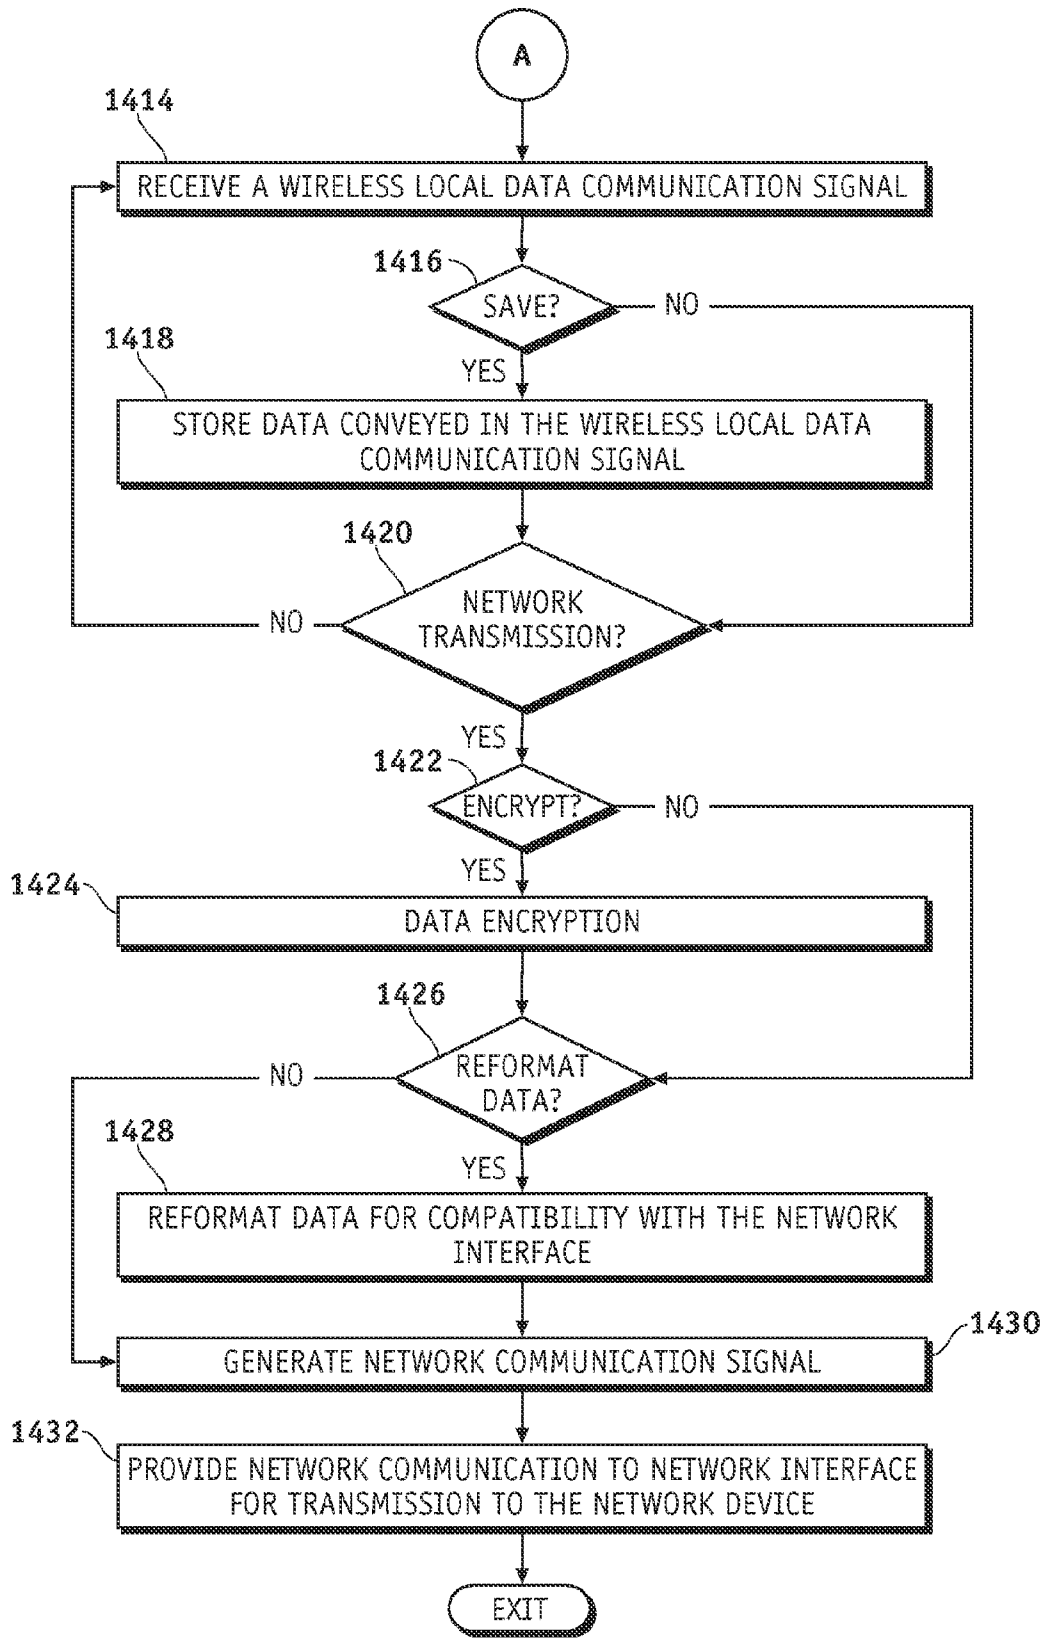 A
1414
RECEIVE A WIRELESS LOCAL DATA COMMUNICATION SIGNAL
1416
SAVE?
NO
YES
1418
STORE DATA CONVEYED IN THE WIRELESS LOCAL DATA
COMMUNICATION SIGNAL
1420
NETWORK
TRANSMISSION?
NO
YES
1422
ENCRYPT?
NO
YES
1424
DATA ENCRYPTION
1426
REFORMAT
DATA?
NO
YES
1428
REFORMAT DATA FOR COMPATIBILITY WITH THE NETWORK
INTERFACE
1430
GENERATE NETWORK COMMUNICATION SIGNAL
1432
PROVIDE NETWORK COMMUNICATION TO NETWORK INTERFACE
FOR TRANSMISSION TO THE NETWORK DEVICE
EXIT